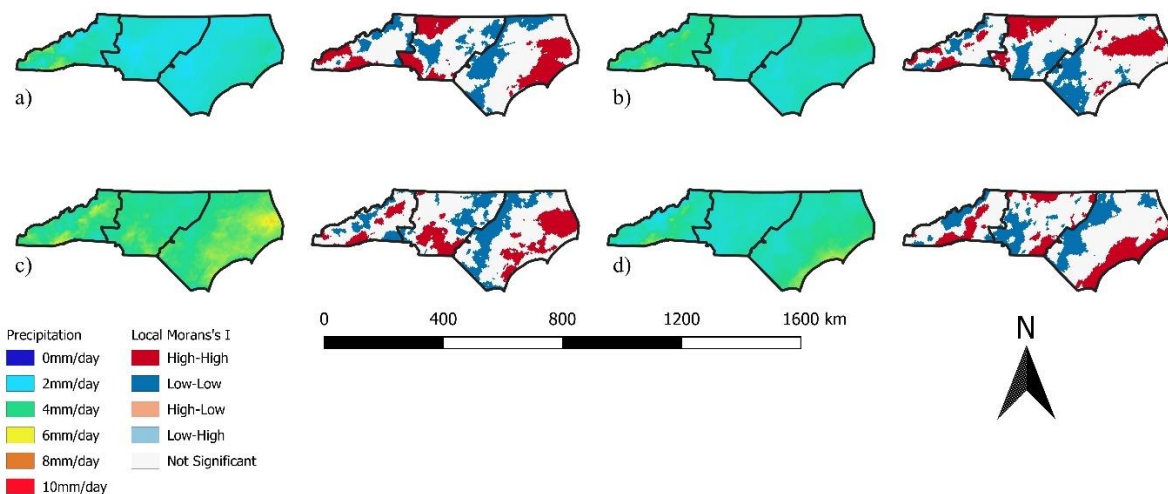 a)
b)
c)
d)
Precipitation
0mm/day
2mm/day
4mm/day
6mm/day
8mm/day
10mm/day
Local Morans's I
High-High
Low-Low
High-Low
Low-High
Not Significant
0 400 800 1200 1600 km
N